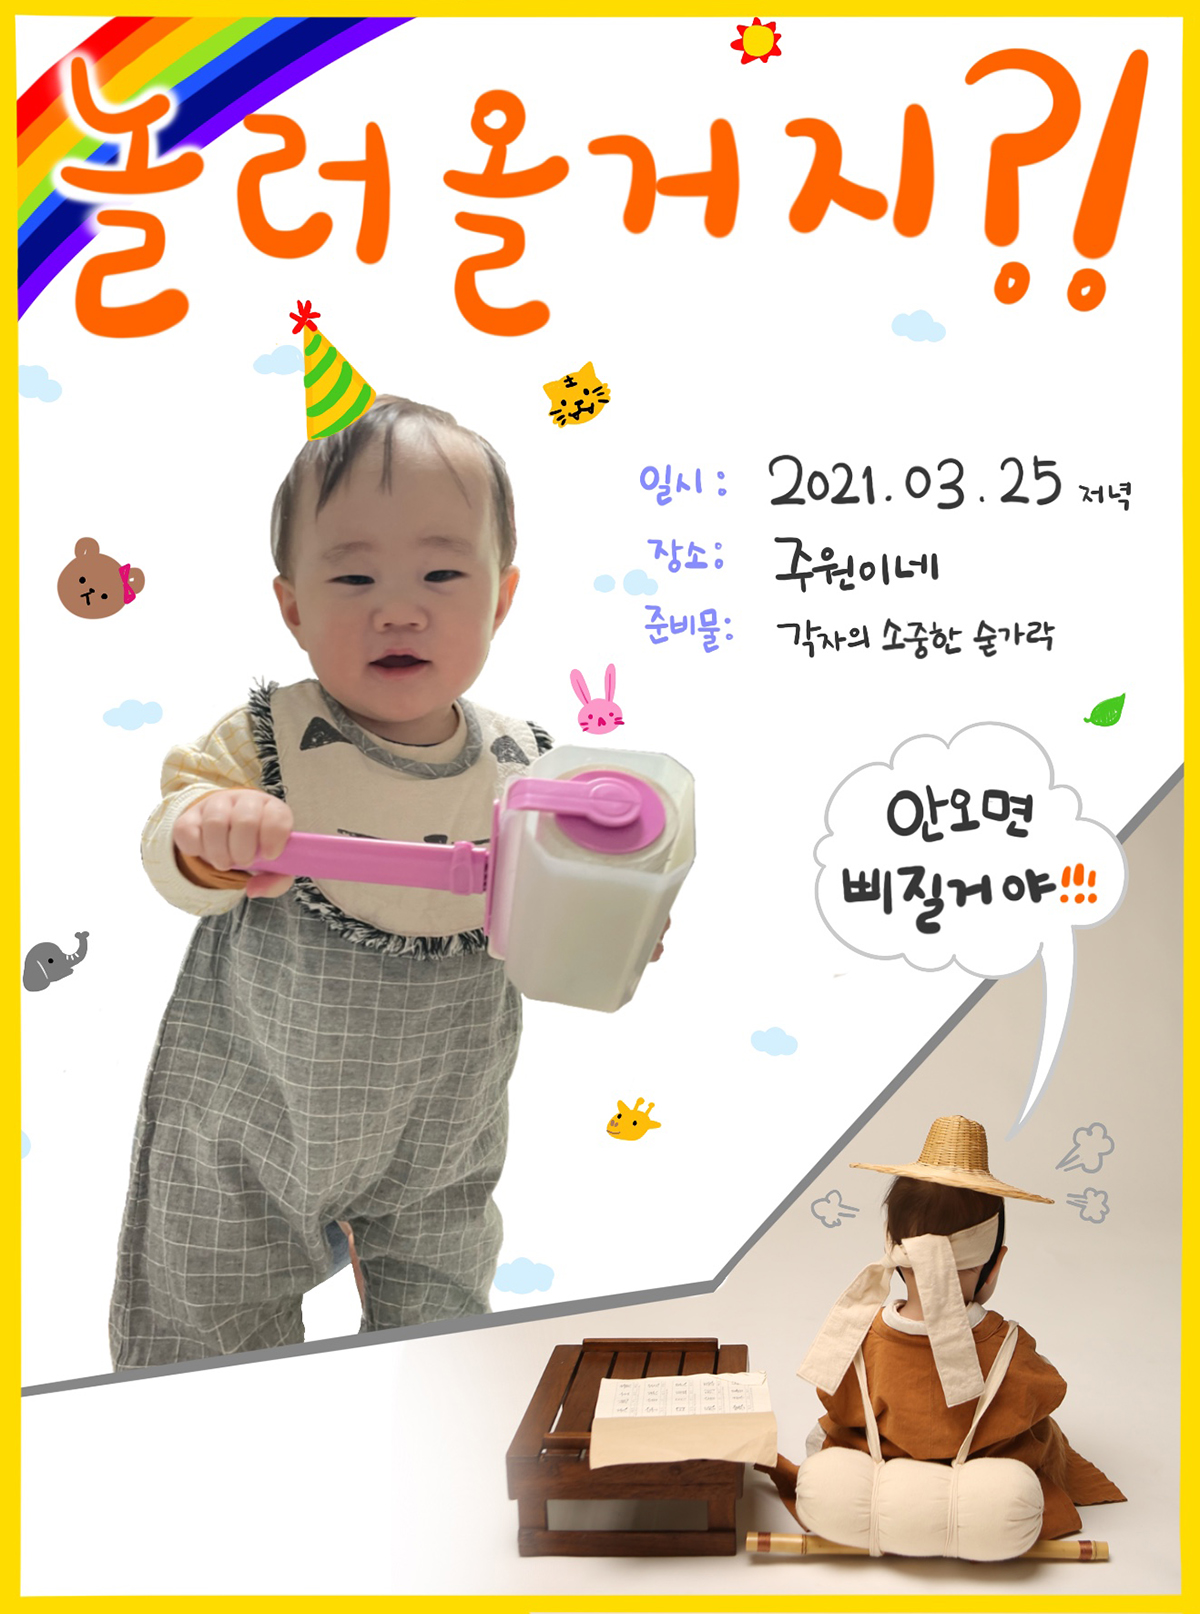 놀러올거지?!
일시: 2021.03.25 저녁
장소: 주원이네
준비물: 각자의 소중한 숟가락
안오면
삐질거야!!!